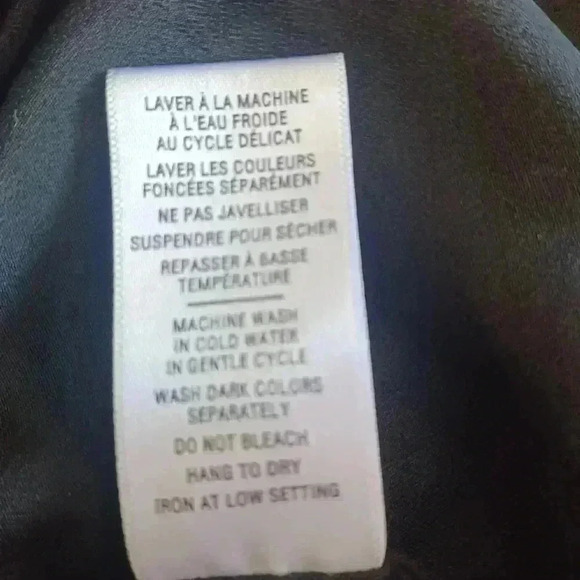 LAVER À LA MACHINE
À L'EAU FROIDE
AU CYCLE DÉLICAT
LAVER LES COULEURS
FONCÉES SÉPARÉMENT
NE PAS JAVELLISER
SUSPENDRE POUR SÉCHER
REPASSER À BASSE
TEMPÉRATURE
MACHINE WASH
IN COLD WATER
IN GENTLE CYCLE
WASH DARK COLORS
SEPARATELY
DO NOT BLEACH
HANG TO DRY
IRON AT LOW SETTING